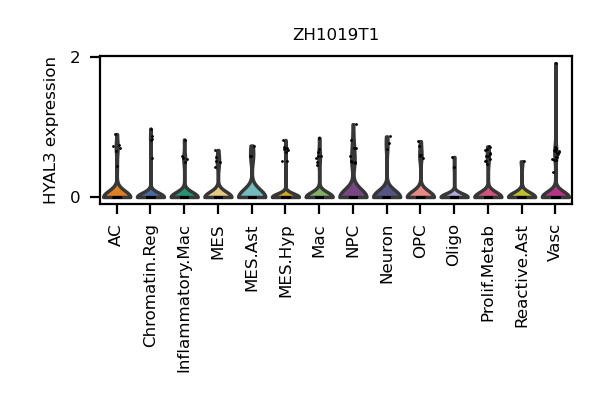 ZH1019T1
HYAL3 expression
2
0
AC
Chromatin.Reg
Inflammatory.Mac
MES
MES.Ast
MES.Hyp
Mac
NPC
Neuron
OPC
Oligo
Prolif.Metab
Reactive.Ast
Vasc